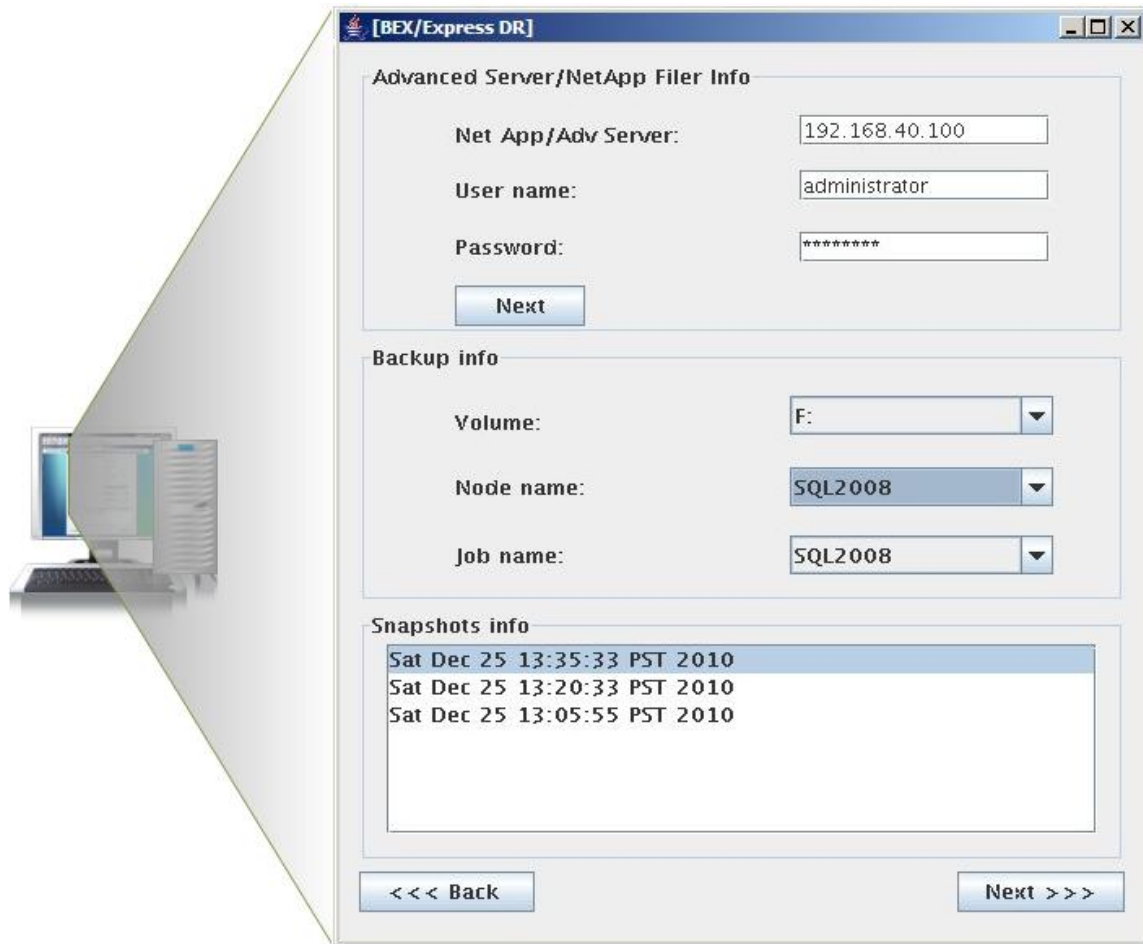 [BEX/Express DR]
Advanced Server/NetApp Filer Info
Net App/Adv Server: 192.168.40.100
User name: administrator
Password: ********
Next
Backup info
Volume: F:
Node name: SQL2008
Job name: SQL2008
Snapshots info
Sat Dec 25 13:35:33 PST 2010
Sat Dec 25 13:20:33 PST 2010
Sat Dec 25 13:05:55 PST 2010
<<< Back
Next >>>